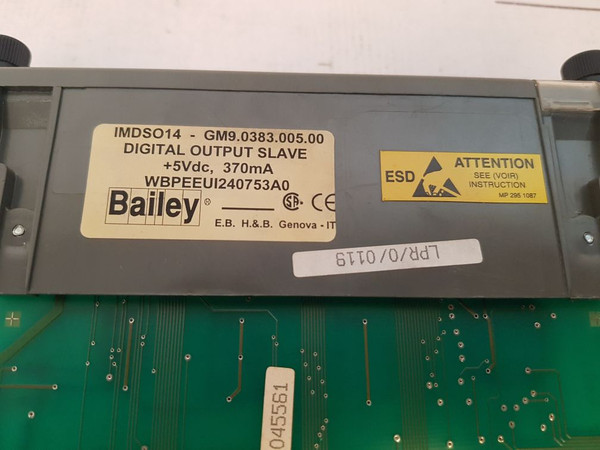 IMDSO14 - GM9.0383.005.00
DIGITAL OUTPUT SLAVE
+5Vdc, 370mA
WBPEEUI240753A0
Bailey®
E.B. H.&.B. Genova - IT
ESD
ATTENTION
SEE (VOIR)
INSTRUCTION
MP 295 1087
LPR/0/0119
045561